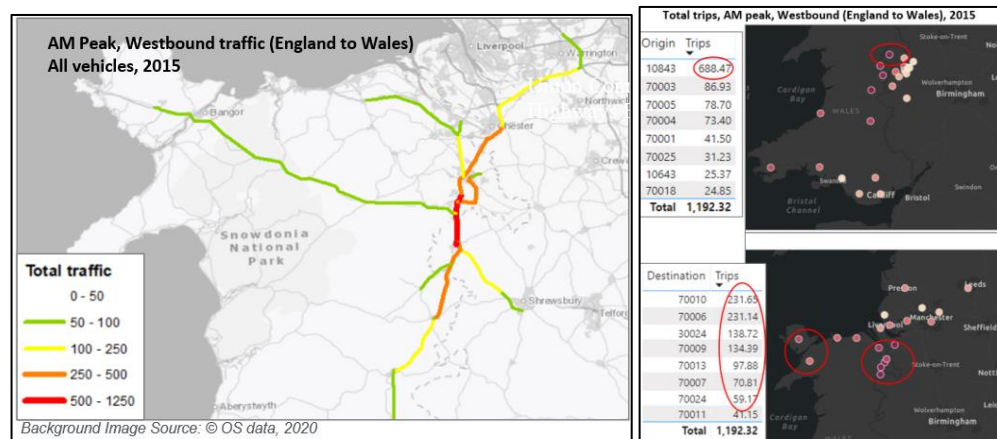 AM Peak, Westbound traffic (England to Wales)
All vehicles, 2015
Liverpool
Warrington
Bangor
Northwich
Chester
Crew
Snowdonia
National
Park
Shrewsbury
Telford
Aberystwyth
Total traffic
0 - 50
50 - 100
100 - 250
250 - 500
500 - 1250
Background Image Source: © OS data, 2020
Total trips, AM peak, Westbound (England to Wales), 2015
Origin Trips
10843 688.47
70003 86.93
70005 78.70
70004 73.40
70001 41.50
70025 31.23
10643 25.37
70018 24.85
Total 1,192.32
Stoke-on-Trent
Wolverhampton
Birmingham
Cardigan
Bay
WALES
Swansea
Cardiff
Bristol
Swindon
Bristol
Channel
Destination Trips
70010 231.65
70006 231.14
30024 138.72
70009 134.39
70013 97.88
70007 70.81
70024 59.17
70011 41.15
Total 1,192.32
Preston
Leeds
Liverpool
Manchester
Sheffield
Stoke-on-Trent
Notti
Cardigan
Bay
Wolverhampton
Leic
Birmingham
WALES